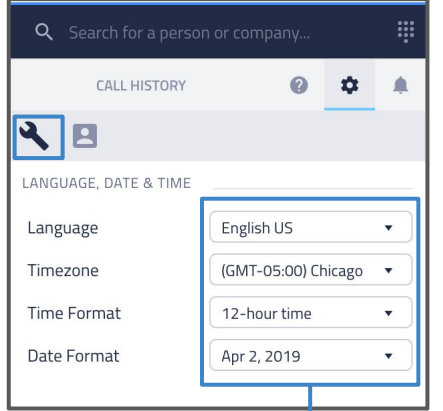 Search for a person or company...
CALL HISTORY
LANGUAGE, DATE & TIME
Language English US
Timezone (GMT-05:00) Chicago
Time Format 12-hour time
Date Format Apr 2, 2019